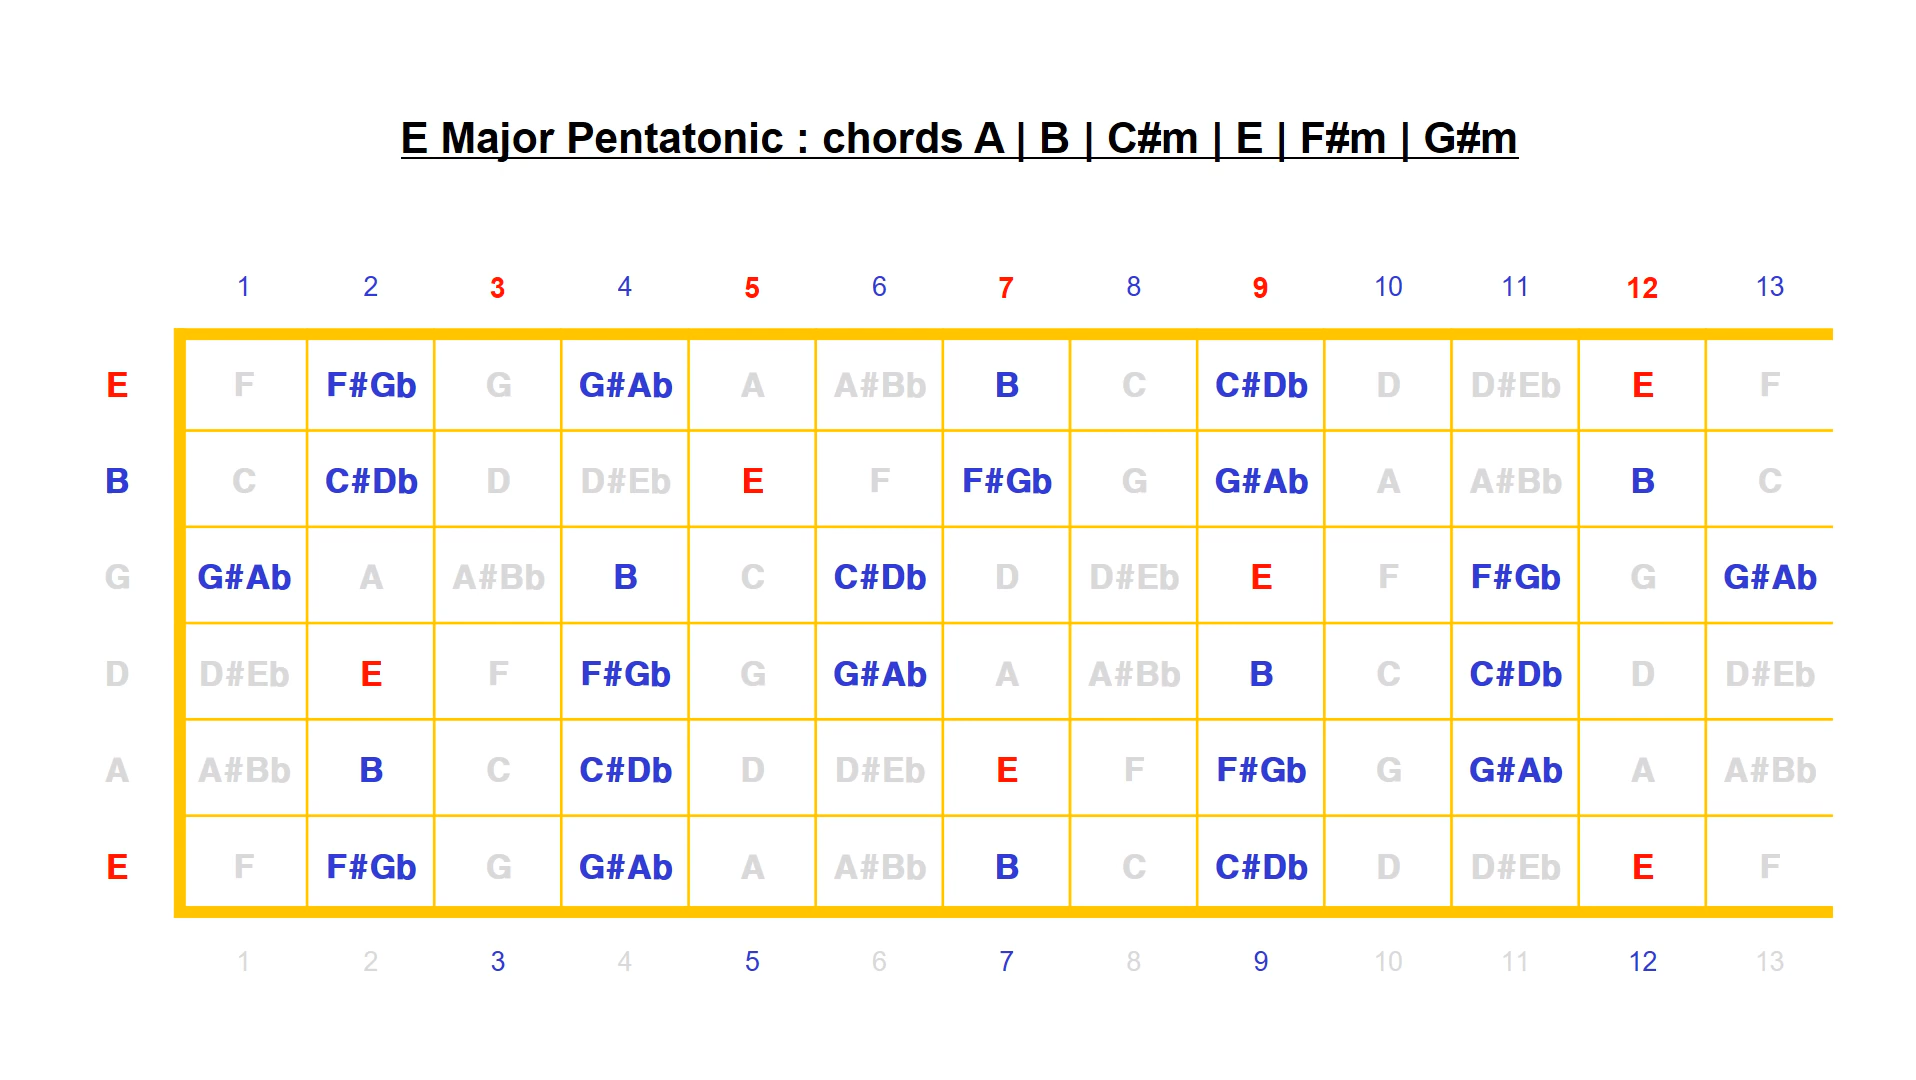 E Major Pentatonic : chords A | B | C#m | E | F#m | G#m
1 2 3 4 5 6 7 8 9 10 11 12 13
E F F#Gb G G#Ab A A#Bb B C C#Db D D#Eb E F
B C C#Db D D#Eb E F F#Gb G G#Ab A A#Bb B C
G G#Ab A A#Bb B C C#Db D D#Eb E F F#Gb G G#Ab
D D#Eb E F F#Gb G G#Ab A A#Bb B C C#Db D D#Eb
A A#Bb B C C#Db D D#Eb E F F#Gb G G#Ab A A#Bb
E F F#Gb G G#Ab A A#Bb B C C#Db D D#Eb E F
1 2 3 4 5 6 7 8 9 10 11 12 13